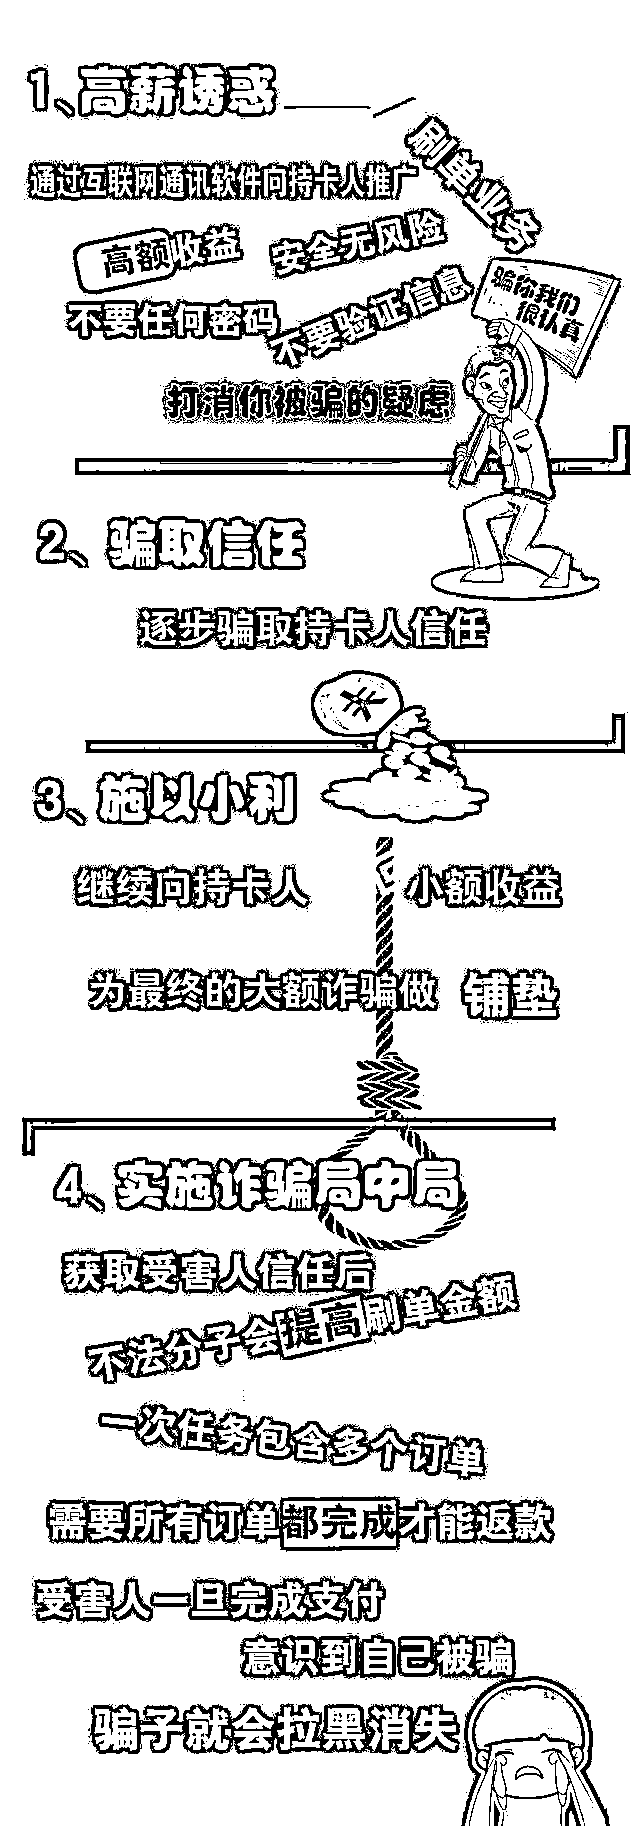 1、高薪诱惑
刷单业务
通过互联网通讯软件向持卡人推广
高额收益 安全无风险
骗你我们
很认真
不要任何密码 不要验证信息
打消你被骗的疑虑
2、骗取信任
逐步骗取持卡人信任
3、施以小利
继续向持卡人 小额收益
为最终的大额诈骗做 铺垫
4、实施诈骗局中局
获取受害人信任后
不法分子会提高刷单金额
一次任务包含多个订单
需要所有订单都完成才能返款
受害人一旦完成支付
意识到自己被骗
骗子就会拉黑消失